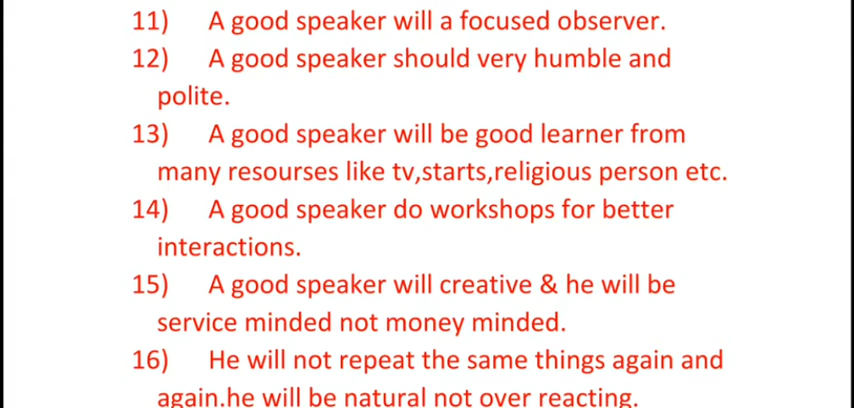 11) A good speaker will a focused observer.
12) A good speaker should very humble and
polite.
13) A good speaker will be good learner from
many resourses like tv,starts,religious person etc.
14) A good speaker do workshops for better
interactions.
15) A good speaker will creative & he will be
service minded not money minded.
16) He will not repeat the same things again and
again.he will be natural not over reacting.